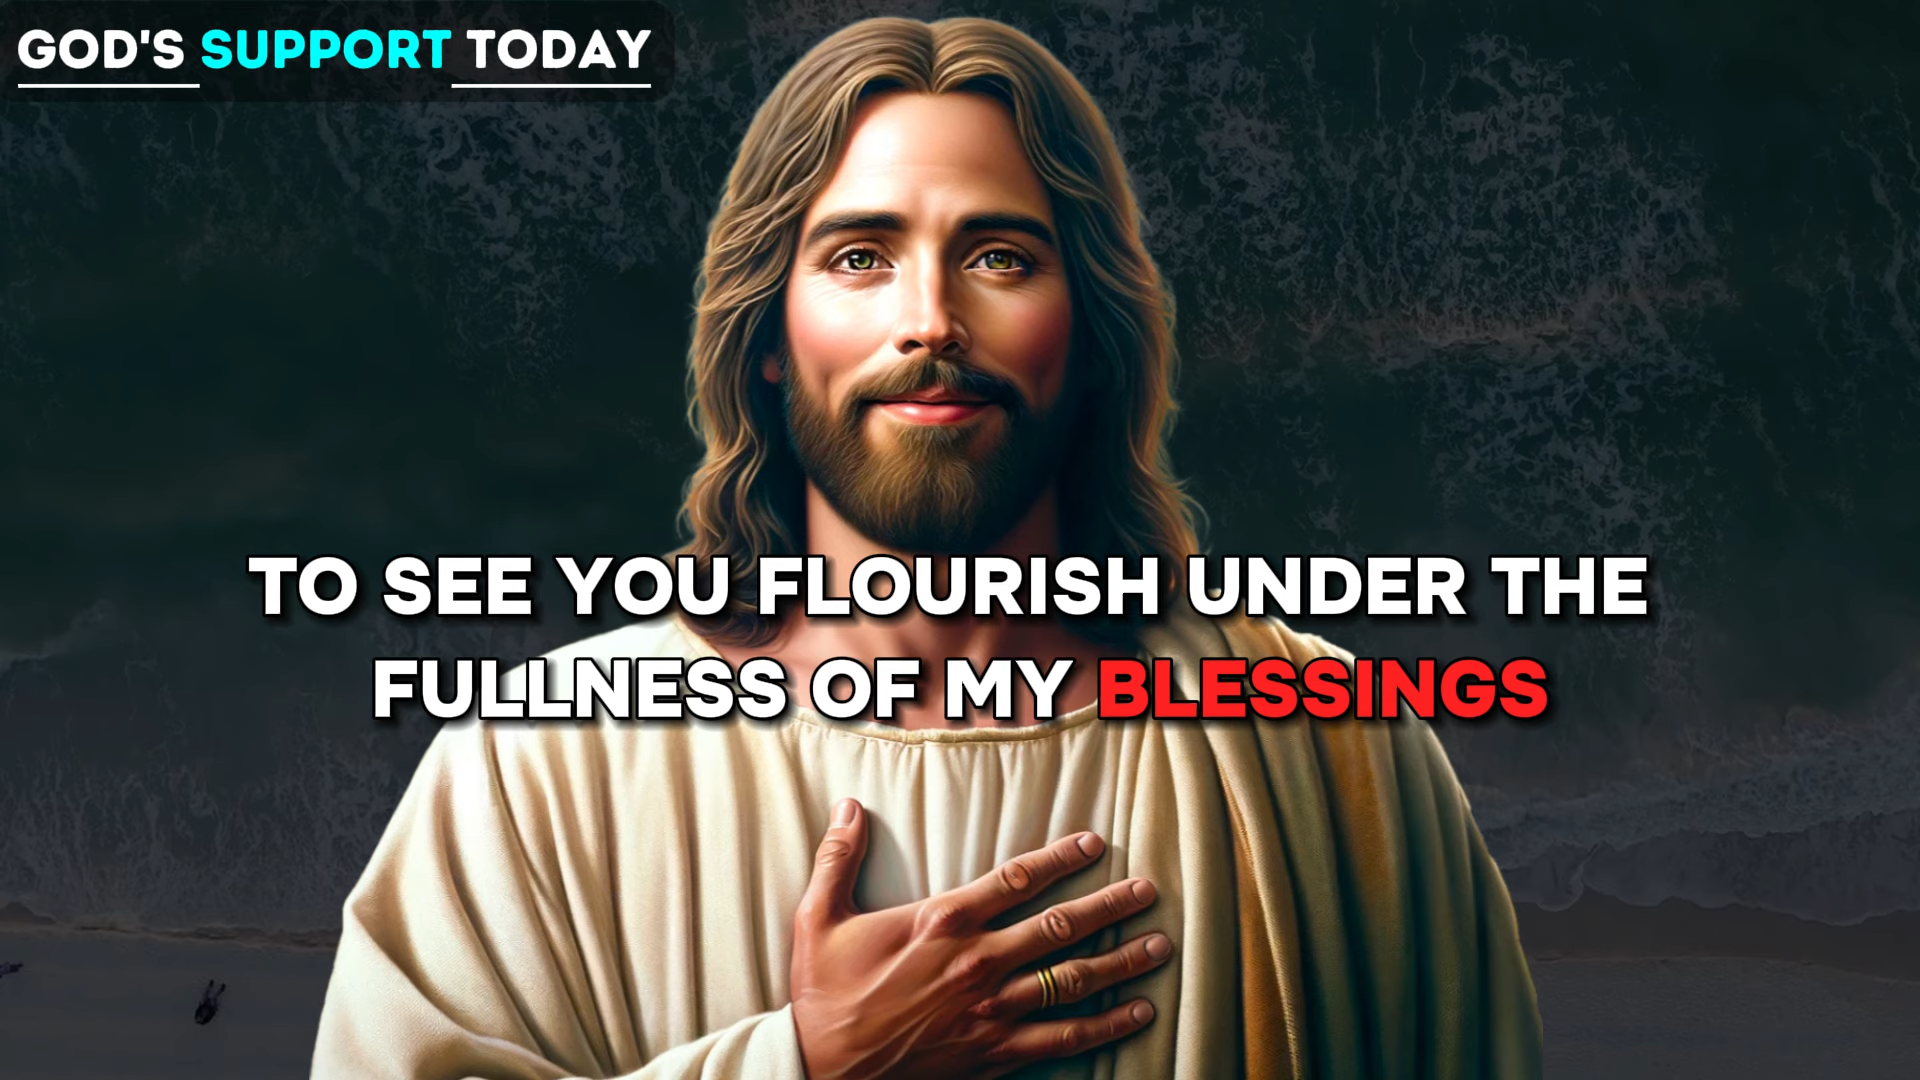 GOD'S SUPPORT TODAY
TO SEE YOU FLOURISH UNDER THE
FULLNESS OF MY BLESSINGS